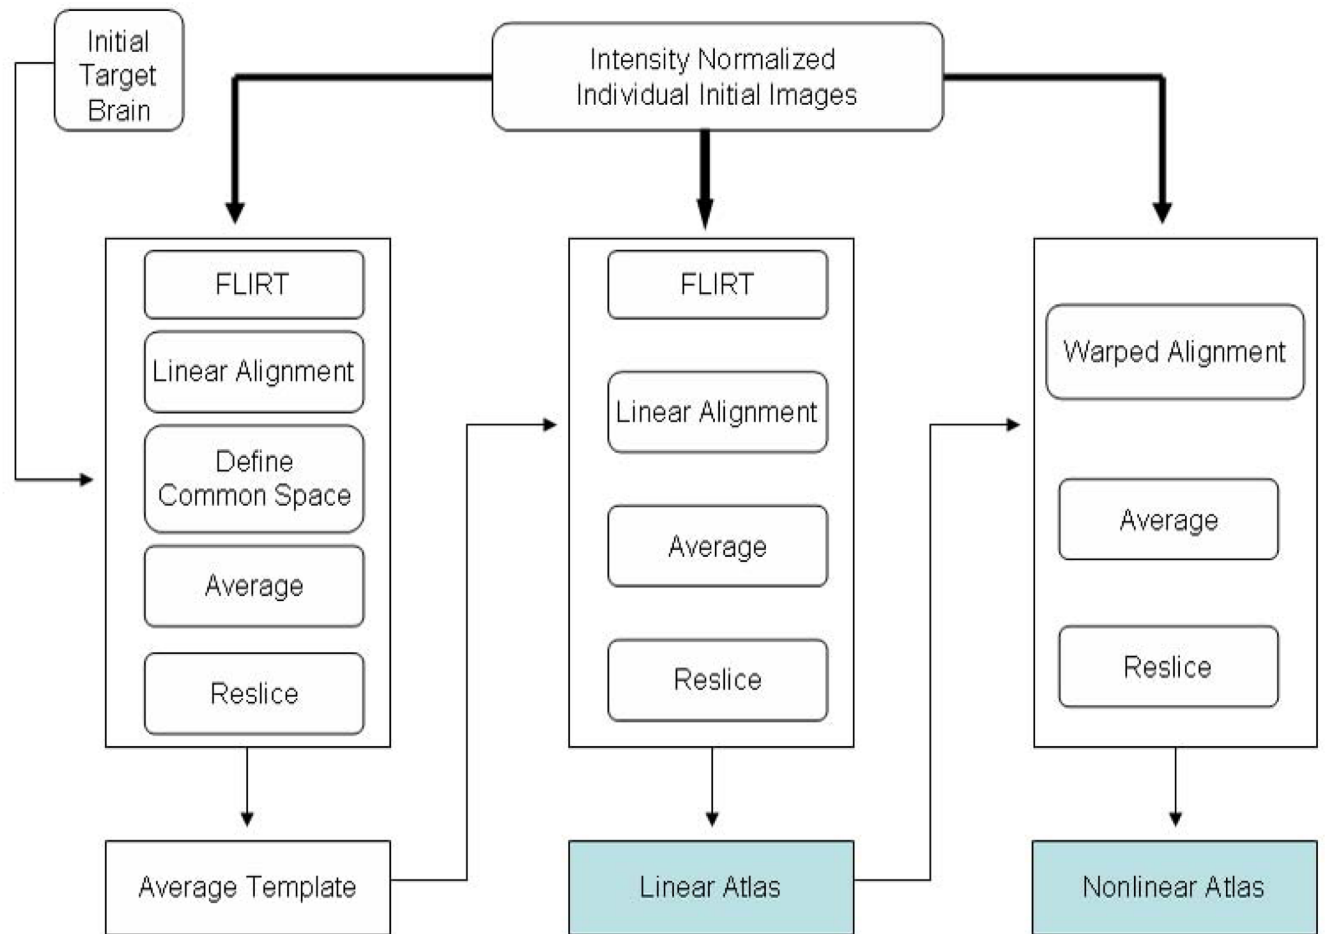 Initial
Target
Brain
Intensity Normalized
Individual Initial Images
FLIRT
Linear Alignment
Define
Common Space
Average
Reslice
Average Template
FLIRT
Linear Alignment
Average
Reslice
Linear Atlas
Warped Alignment
Average
Reslice
Nonlinear Atlas